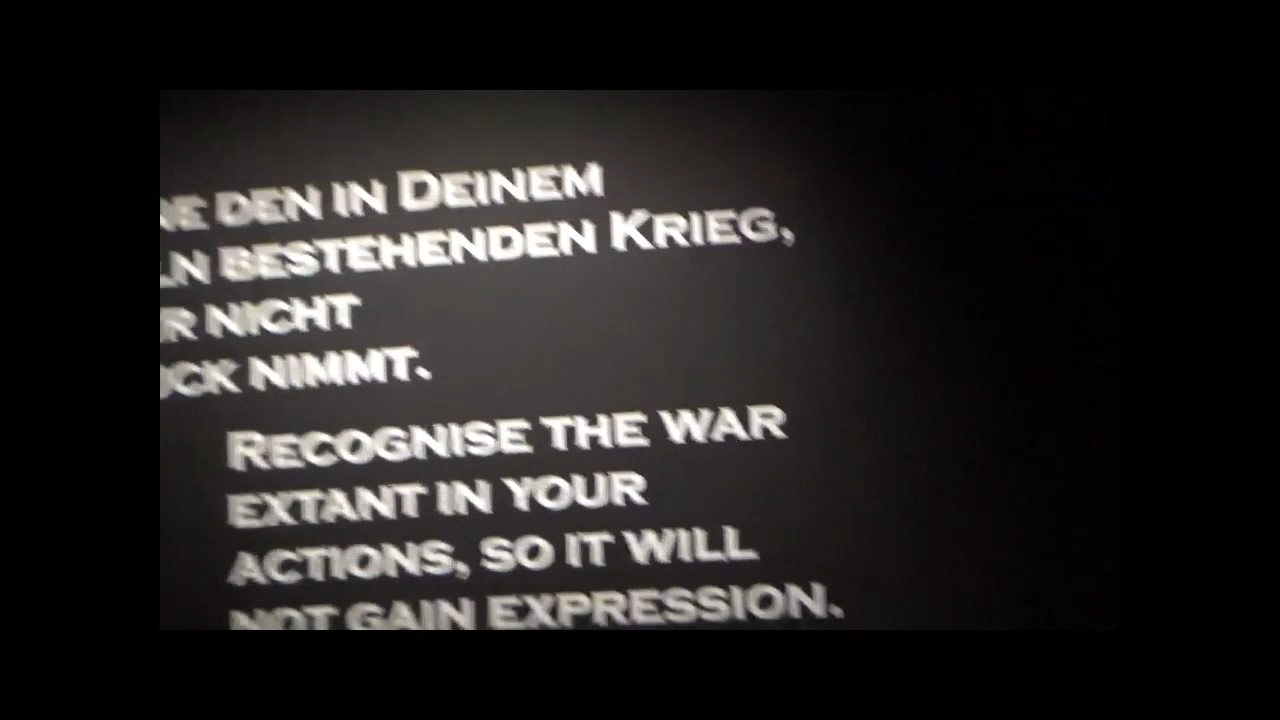 DEN IN DEINEM
BESTEHENDEN KRIEG,
NICHT
NIMMT.
RECOGNISE THE WAR
EXTANT IN YOUR
ACTIONS, SO IT WILL
NOT GAIN EXPRESSION.